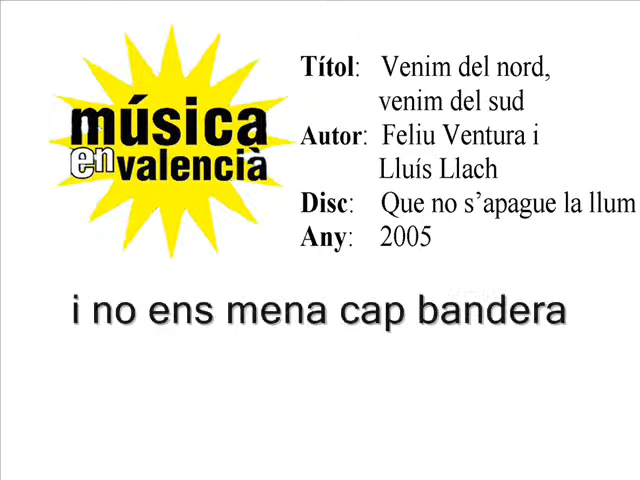 música
en valencià
Títol: Venim del nord,
venim del sud
Autor: Feliu Ventura i
Lluís Llach
Disc: Que no s’apague la llum
Any: 2005
i no ens mena cap bandera